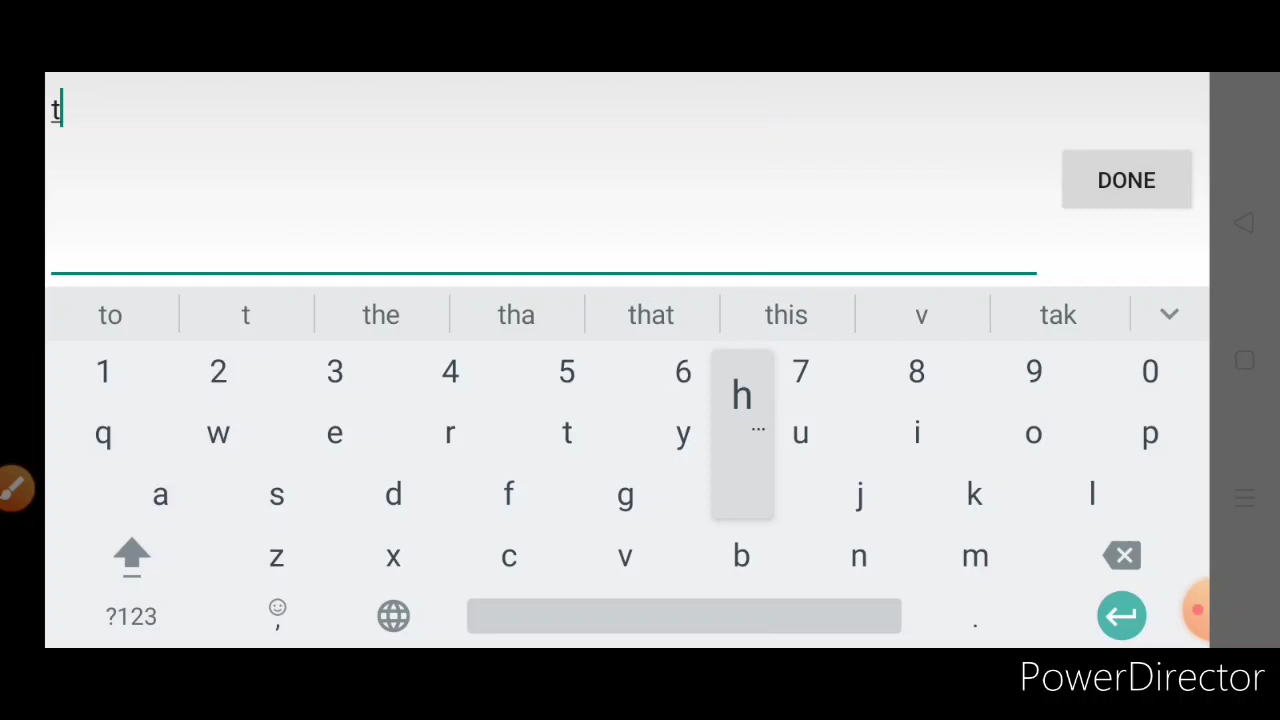 t
DONE
to t the tha that this v tak
1 2 3 4 5 6 7 8 9 0
h
...
q w e r t y u i o p
a s d f g j k l
z x c v b n m
?123 , .
PowerDirector